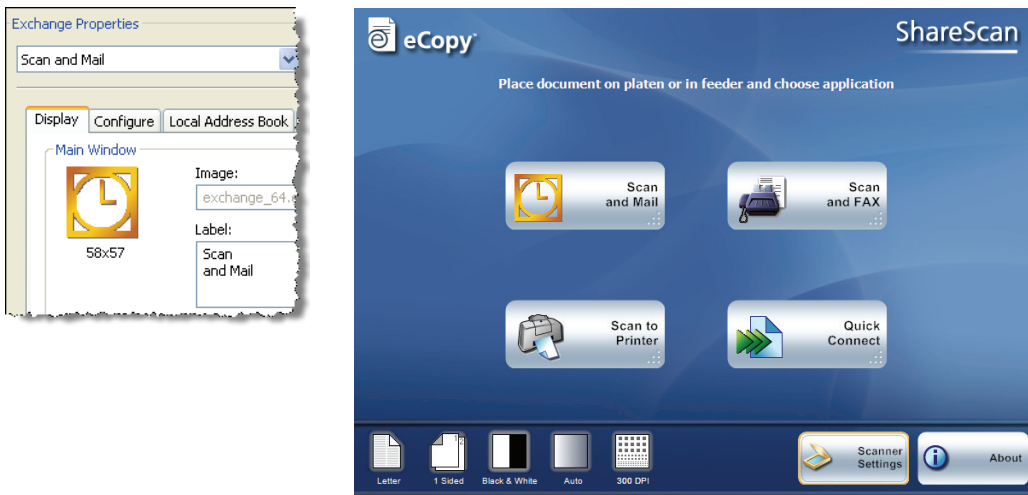 Exchange Properties
Scan and Mail
Display
Configure
Local Address Book
Main Window
Image:
exchange_64.
58x57
Label:
Scan
and Mail
eCopy
ShareScan
Place document on platen or in feeder and choose application
Scan
and Mail
Scan
and FAX
Scan to
Printer
Quick
Connect
Letter
1 Sided
Black & White
Auto
300 DPI
Scanner
Settings
About